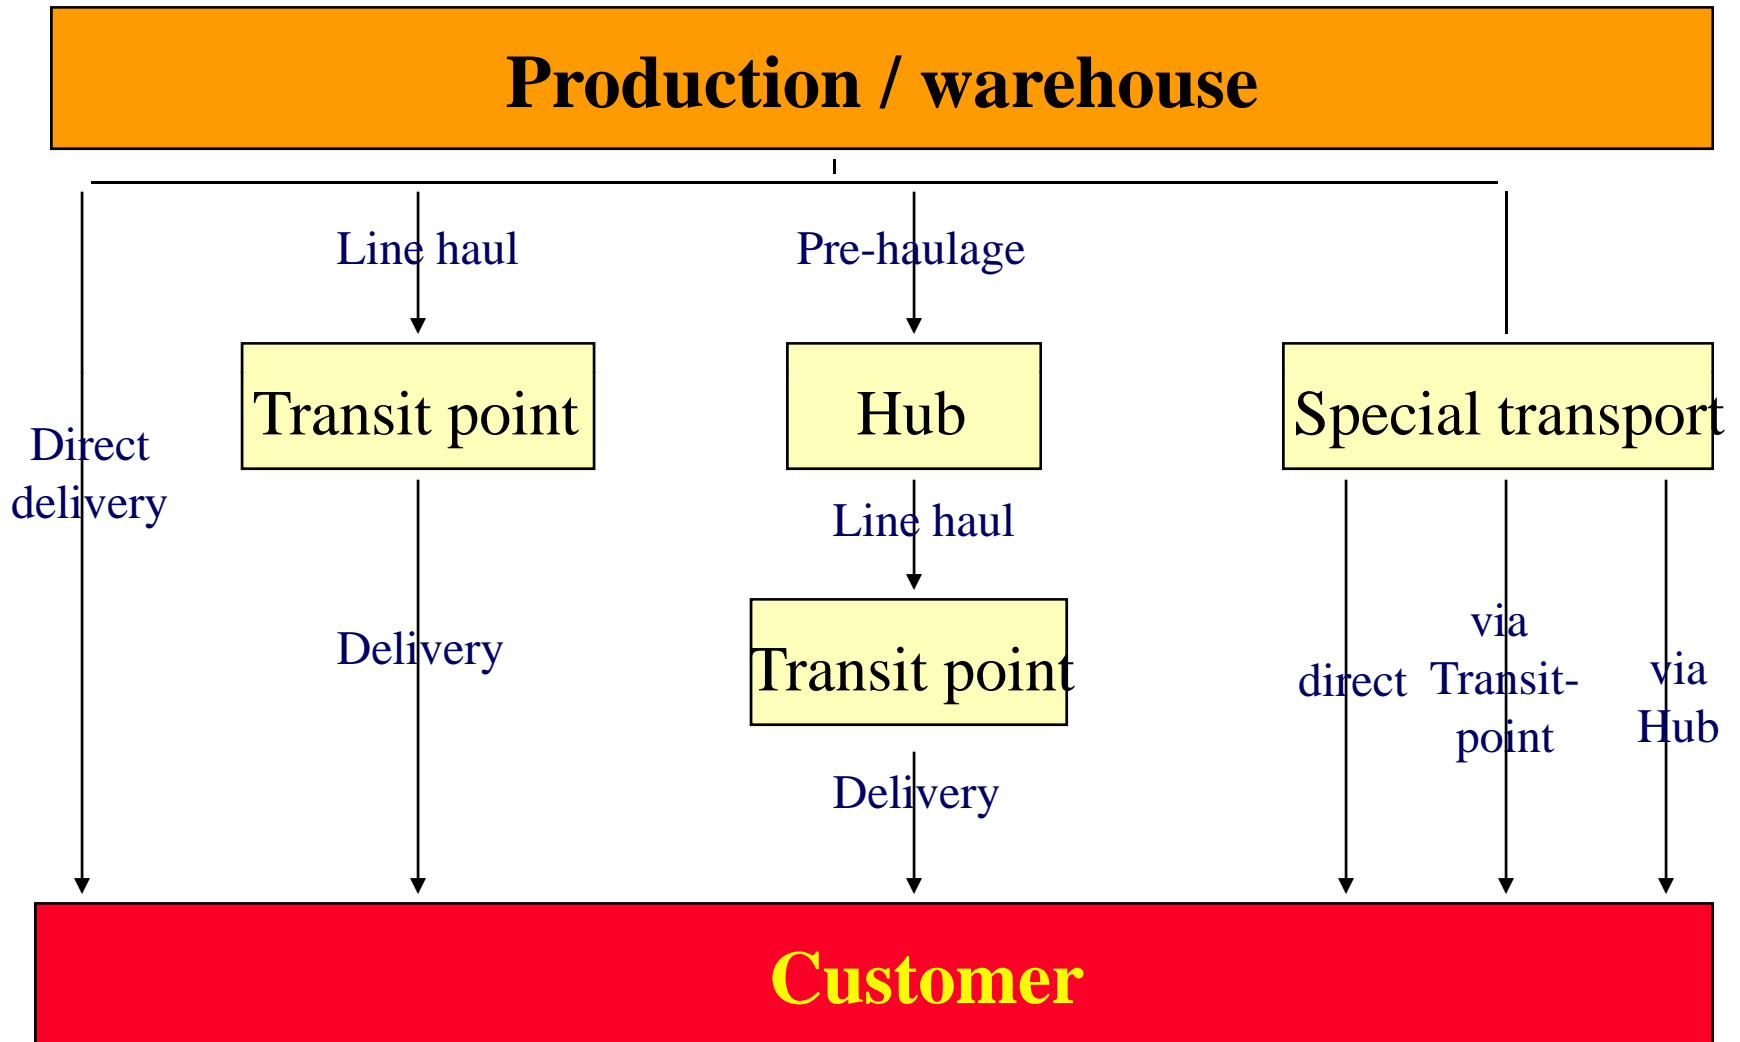 Production / warehouse
Line haul
Pre-haulage
Transit point
Hub
Special transport
Direct
delivery
Line haul
Delivery
Transit point
direct
via
Transit-
point
via
Hub
Delivery
Customer